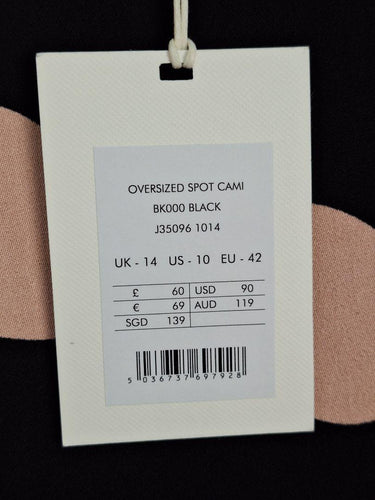 OVERSIZED SPOT CAMI
BK000 BLACK
J35096 1014
UK - 14 US - 10 EU - 42
£ 60 USD 90
€ 69 AUD 119
SGD 139
5 036737 697928